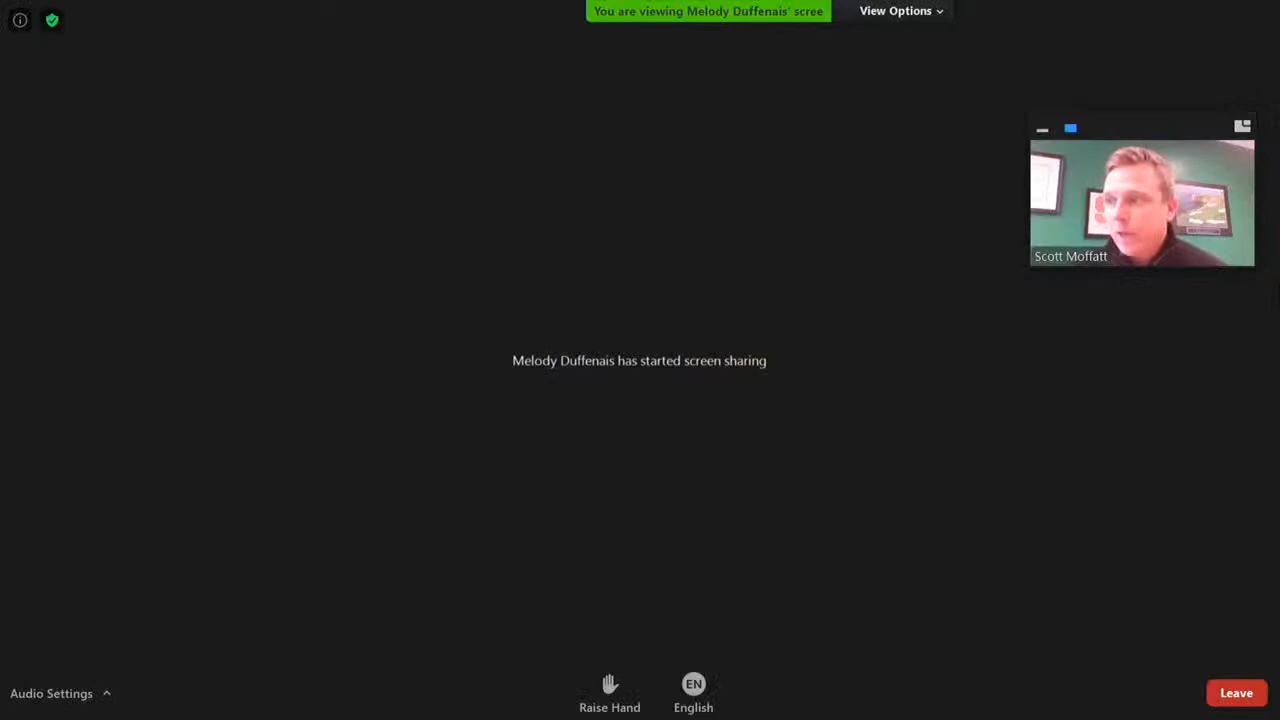 You are viewing Melody Duffenais' scree
View Options
Scott Moffatt
Melody Duffenais has started screen sharing
Audio Settings
Raise Hand
EN
English
Leave